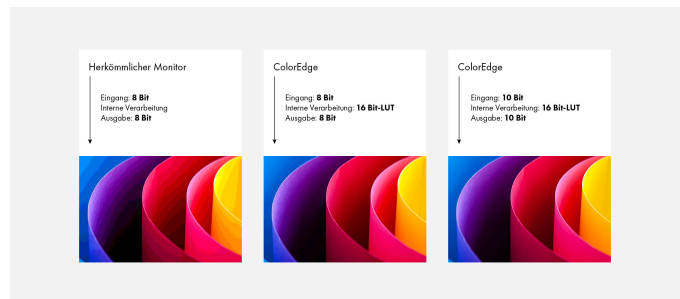 Herkömmlicher Monitor
Eingang: 8 Bit
Interne Verarbeitung
Ausgabe: 8 Bit
ColorEdge
Eingang: 8 Bit
Interne Verarbeitung: 16 Bit-LUT
Ausgabe: 8 Bit
ColorEdge
Eingang: 10 Bit
Interne Verarbeitung: 16 Bit-LUT
Ausgabe: 10 Bit